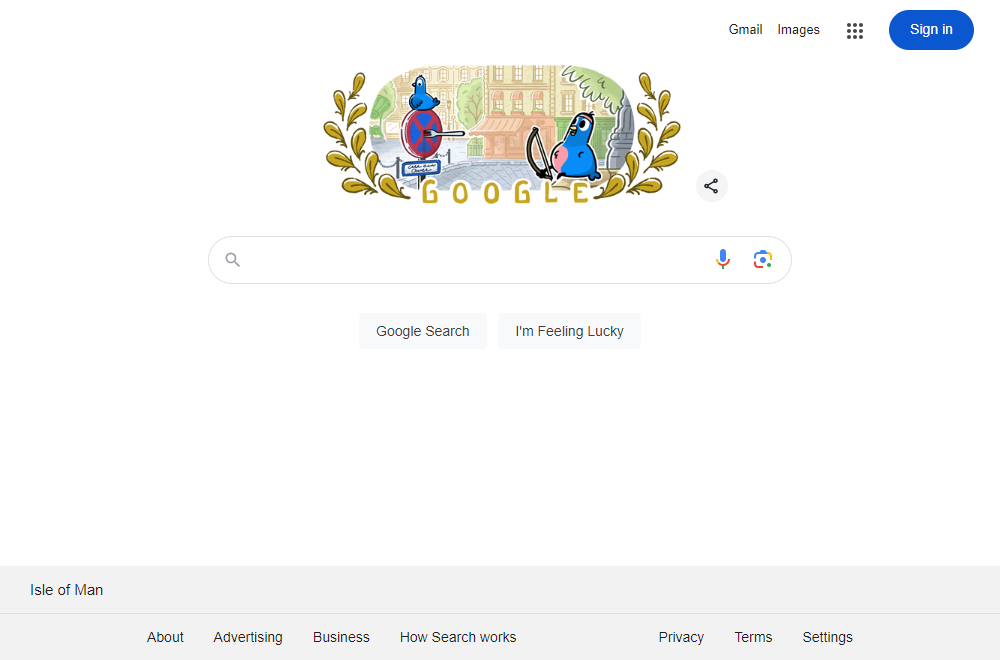 Gmail Images Sign in
GOOGLE
Google Search I'm Feeling Lucky
Isle of Man
About Advertising Business How Search works Privacy Terms Settings